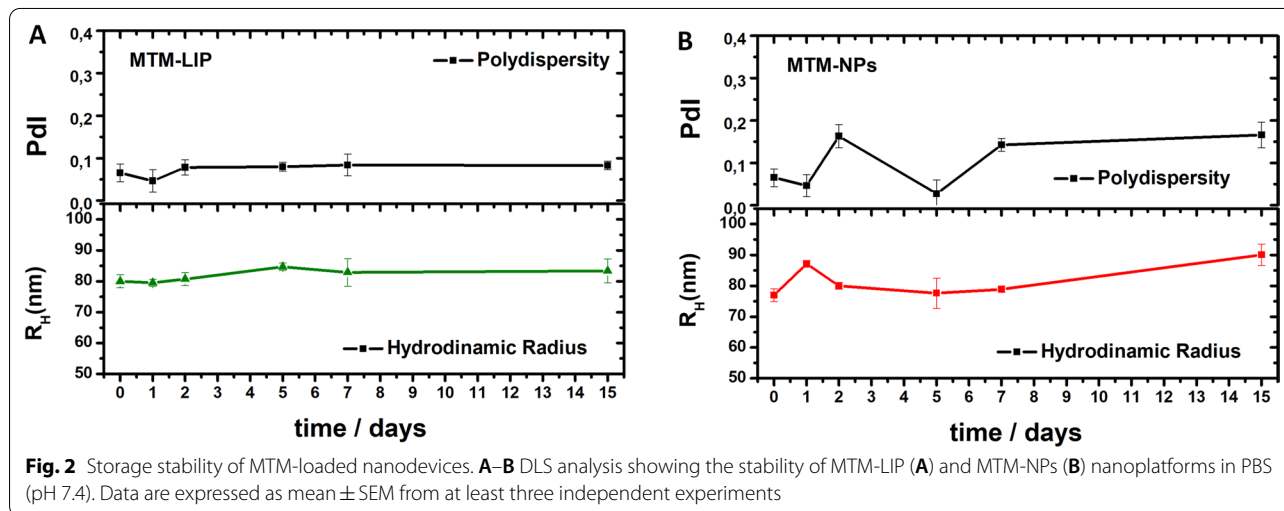 A
MTM-LIP
Polydispersity
PdI
0,4
0,3
0,2
0,1
0,0
R_H(nm)
100
90
80
70
60
50
Hydrodinamic Radius
0 1 2 3 4 5 6 7 8 9 10 11 12 13 14 15
time / days
B
MTM-NPs
Polydispersity
PdI
0,4
0,3
0,2
0,1
0,0
R_H(nm)
100
90
80
70
60
50
Hydrodinamic Radius
0 1 2 3 4 5 6 7 8 9 10 11 12 13 14 15
time / days
Fig. 2 Storage stability of MTM-loaded nanodevices. A–B DLS analysis showing the stability of MTM-LIP (A) and MTM-NPs (B) nanoplatforms in PBS
(pH 7.4). Data are expressed as mean ± SEM from at least three independent experiments